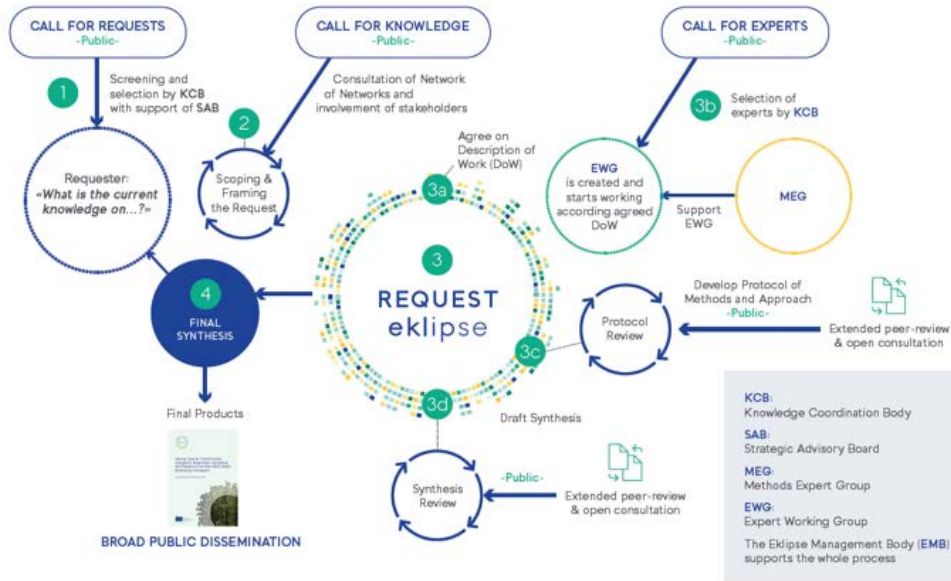 CALL FOR REQUESTS
-Public-
CALL FOR KNOWLEDGE
-Public-
CALL FOR EXPERTS
-Public-
1
Screening and
selection by KCB
with support of SAB
Consultation of Network
of Networks and
involvement of stakeholders
2
3b
Selection of
experts by KCB
Agree on
Description of
Work (DoW)
Requester:
«What is the current
knowledge on...?»
Scoping &
Framing
the Request
3a
EWG
is created and
starts working
according agreed
DoW
Support
EWG
MEG
3
REQUEST
eklipse
4
FINAL
SYNTHESIS
Develop Protocol of
Methods and Approach
-Public-
Protocol
Review
Extended peer-review
& open consultation
3c
3d
Draft Synthesis
Final Products
Synthesis
Review
-Public-
Extended peer-review
& open consultation
BROAD PUBLIC DISSEMINATION
KCB:
Knowledge Coordination Body
SAB:
Strategic Advisory Board
MEG:
Methods Expert Group
EWG:
Expert Working Group
The Eklipse Management Body (EMB)
supports the whole process